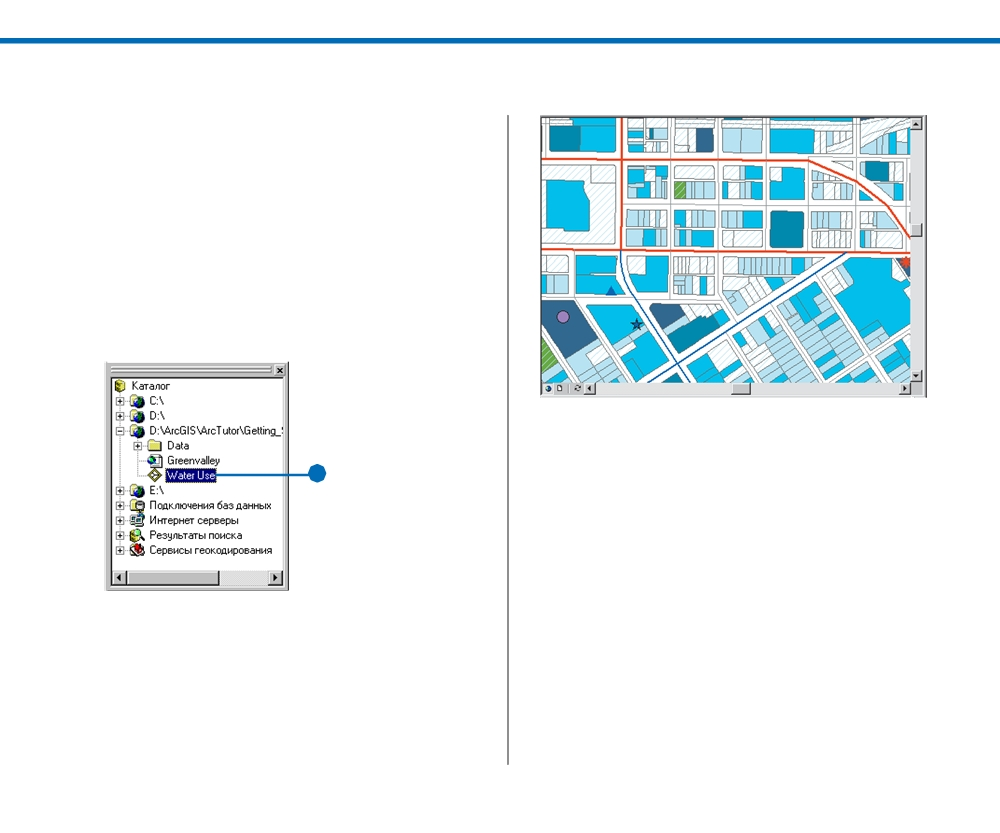 Каталог
C:\
D:\
D:\ArcGIS\ArcTutor\Getting_
Data
Greenvalley
Water Use
E:\
Подключения баз данных
Интернет серверы
Результаты поиска
Сервисы геокодирования